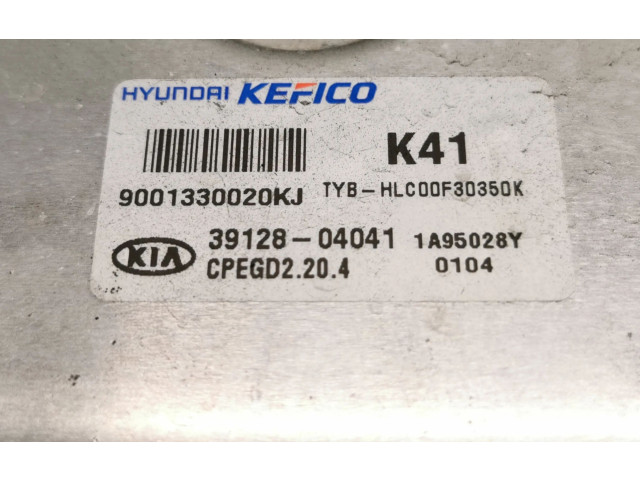 HYUNDAI KEFICO
K41
9001330020KJ TYB-HLC00F30350K
KIA 39128-04041 1A95028Y
CPEGD2.20.4 0104